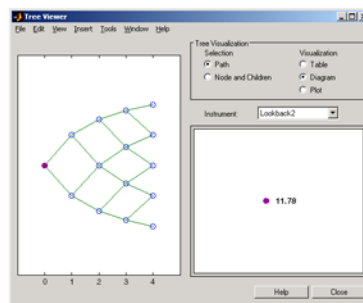 Tree Viewer
File Edit View Insert Tools Window Help
Tree Visualization
Selection
Visualization
Path
Table
Node and Children
Diagram
Plot
Instrument
Lookback2
11.78
0 1 2 3 4
Help Close